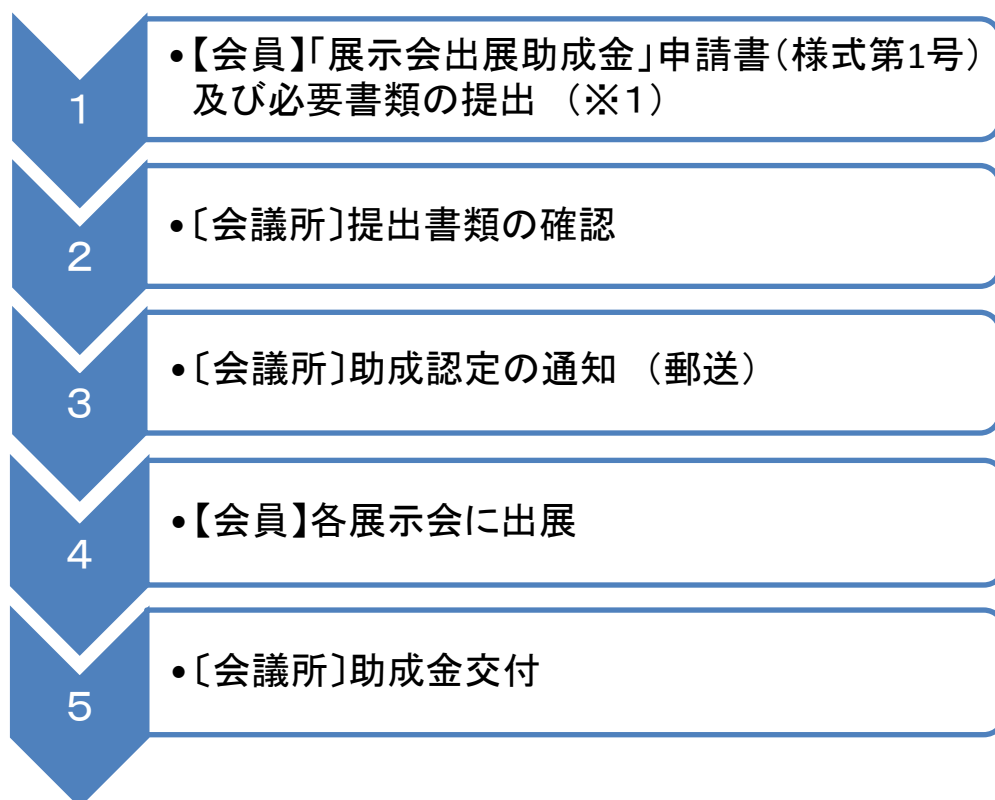 1
•【会員】「展示会出展助成金」申請書（様式第1号）
及び必要書類の提出　（※１）
2
•〔会議所〕提出書類の確認
3
•〔会議所〕助成認定の通知　（郵送）
4
•【会員】各展示会に出展
5
•〔会議所〕助成金交付